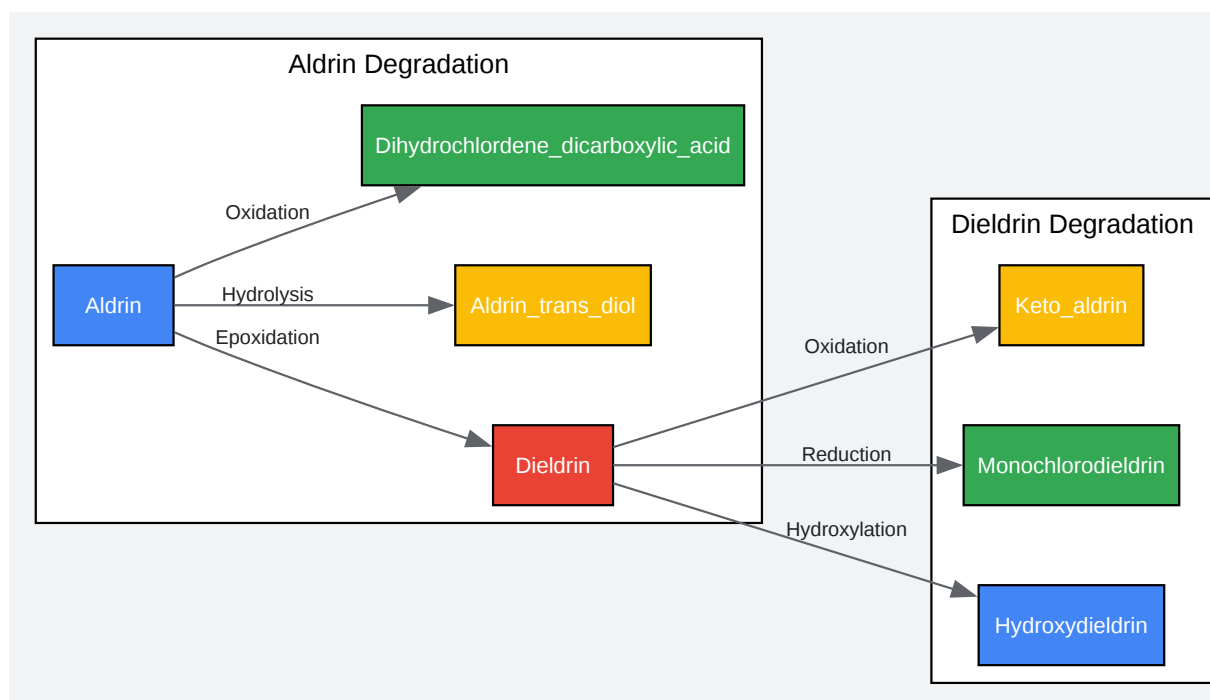 Aldrin Degradation
Dihydrochlordene_dicarboxylic_acid
Oxidation
Aldrin
Hydrolysis
Aldrin_trans_diol
Epoxidation
Dieldrin
Dieldrin Degradation
Oxidation
Keto_aldrin
Reduction
Monochlorodieldrin
Hydroxylation
Hydroxydieldrin